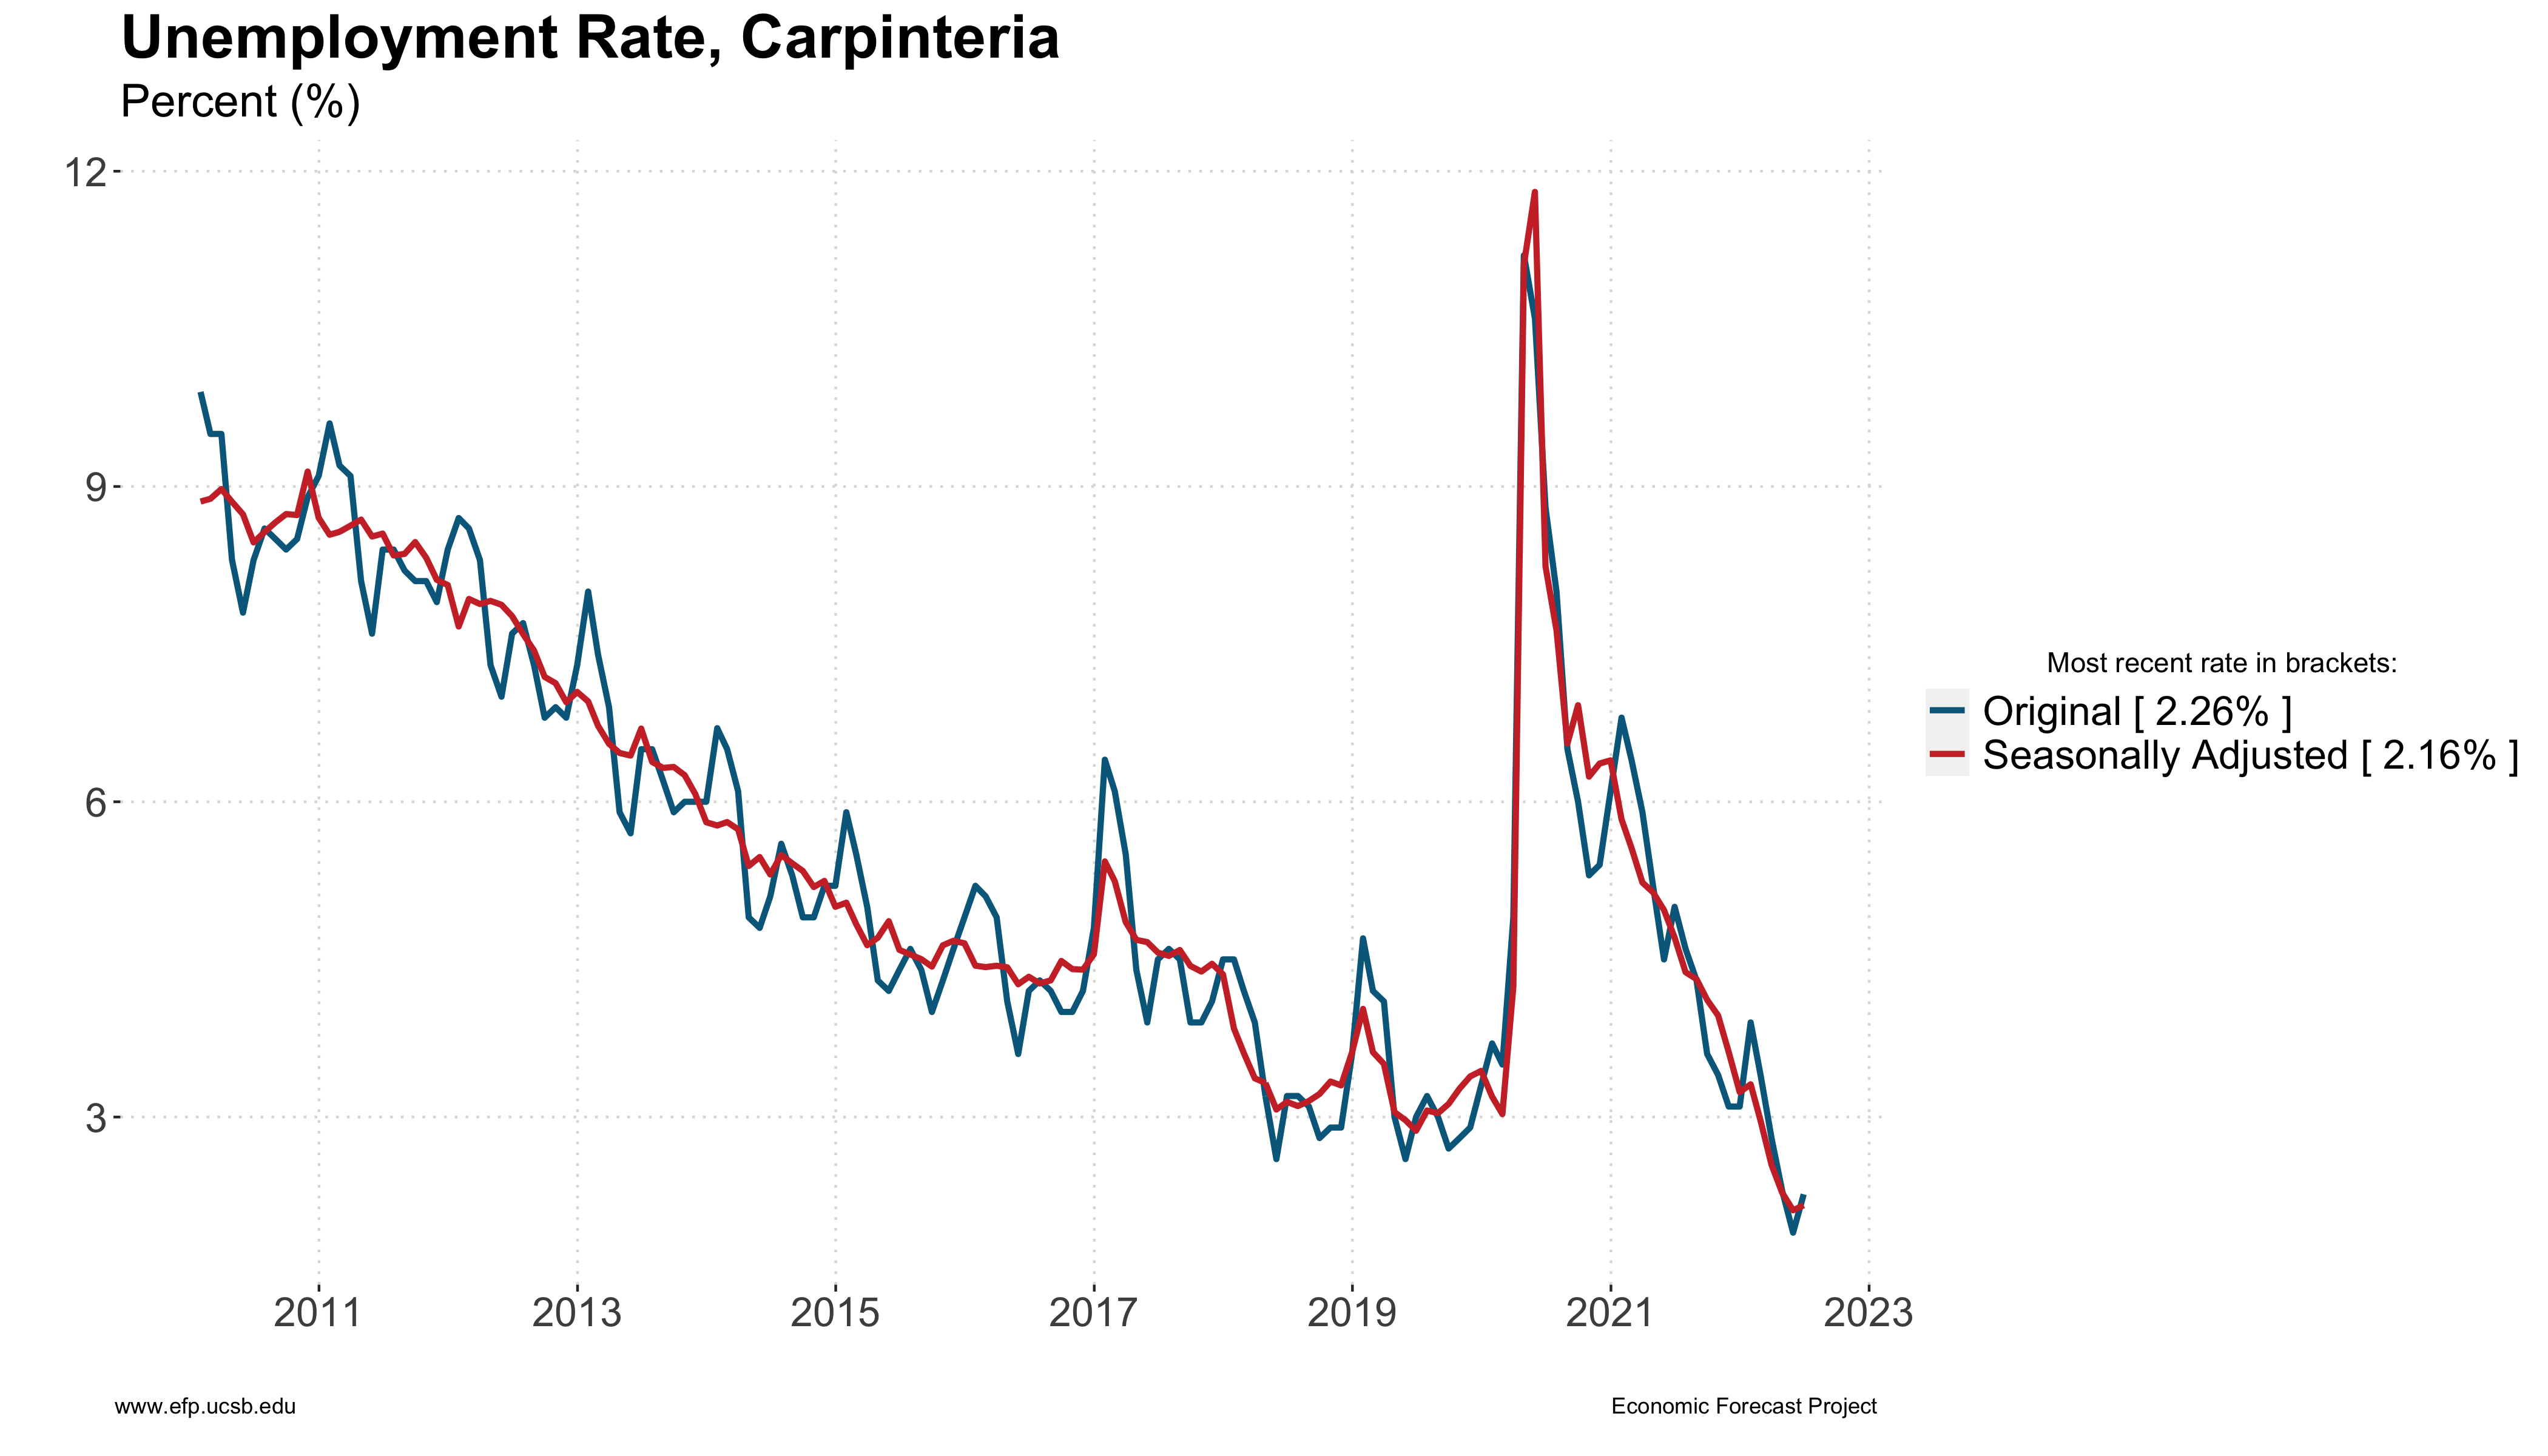 Unemployment Rate, Carpinteria
Percent (%)
12
9
6
3
2011 2013 2015 2017 2019 2021 2023
Most recent rate in brackets:
Original [ 2.26% ]
Seasonally Adjusted [ 2.16% ]
www.efp.ucsb.edu
Economic Forecast Project